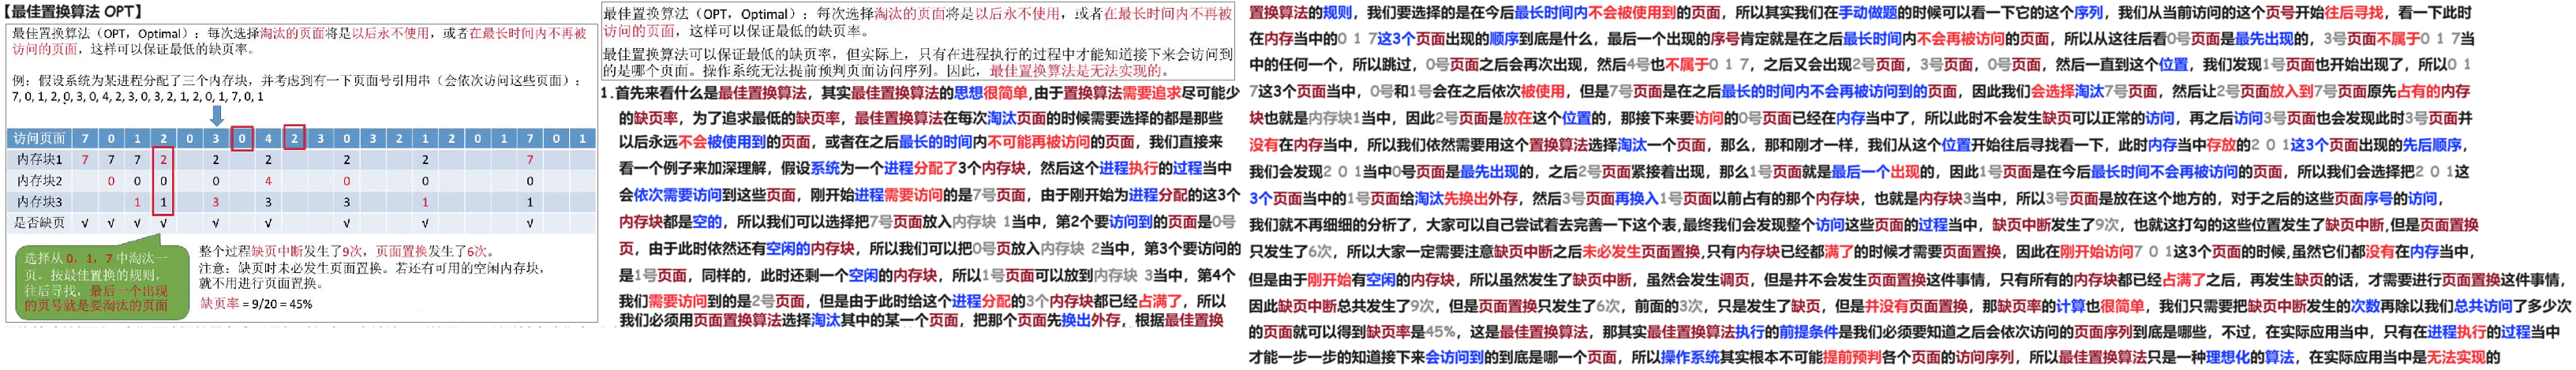 【最佳置换算法 OPT】
最佳置换算法（OPT，Optimal）：每次选择淘汰的页面将是以后永不使用，或者在最长时间内不再被
访问的页面，这样可以保证最低的缺页率。
例：假设系统为某进程分配了三个内存块，并考虑到有一下页面号引用串（会依次访问这些页面）：
7, 0, 1, 2, 0, 3, 0, 4, 2, 3, 0, 3, 2, 1, 2, 0, 1, 7, 0, 1
访问页面 7 0 1 2 0 3 0 4 2 3 0 3 2 1 2 0 1 7 0 1
内存块1 7 7 7 2 2 2 2 2 7
内存块2 0 0 0 0 4 0 0 0
内存块3 1 1 3 3 3 1 1
是否缺页 √ √ √ √ √ √ √ √ √
选择从 0，1，7 中淘汰一
页。按最佳置换的规则，
往后寻找，最后一个出现
的页号就是要淘汰的页面
整个过程缺页中断发生了9次，页面置换发生了6次。
注意：缺页时未必发生页面置换。若还有可用的空闲内存块，
就不用进行页面置换。
缺页率 = 9/20 = 45%
最佳置换算法（OPT，Optimal）：每次选择淘汰的页面将是以后永不使用，或者在最长时间内不再被
访问的页面，这样可以保证最低的缺页率。
最佳置换算法可以保证最低的缺页率，但实际上，只有在进程执行的过程中才能知道接下来会访问到
的是哪个页面。操作系统无法提前预判页面访问序列。因此，最佳置换算法是无法实现的。
1.首先来看什么是最佳置换算法，其实最佳置换算法的思想很简单,由于置换算法需要追求尽可能少
的缺页率，为了追求最低的缺页率，最佳置换算法在每次淘汰页面的时候需要选择的都是那些
以后永远不会被使用到的页面，或者在之后最长的时间内不可能再被访问的页面，我们直接来
看一个例子来加深理解，假设系统为一个进程分配了3个内存块，然后这个进程执行的过程当中
会依次需要访问到这些页面，刚开始进程需要访问的是7号页面，由于刚开始为进程分配的这3个
内存块都是空的，所以我们可以选择把7号页面放入内存块 1当中，第2个要访问到的页面是0号
页，由于此时依然还有空闲的内存块，所以我们可以把0号页放入内存块 2当中，第3个要访问的
是1号页面，同样的，此时还剩一个空闲的内存块，所以1号页面可以放到内存块 3当中，第4个
我们需要访问到的是2号页面，但是由于此时给这个进程分配的3个内存块都已经占满了，所以
我们必须用页面置换算法选择淘汰其中的某一个页面，把那个页面先换出外存，根据最佳置换
置换算法的规则，我们要选择的是在今后最长时间内不会被使用到的页面，所以其实我们在手动做题的时候可以看一下它的这个序列，我们从当前访问的这个页号开始往后寻找，看一下此时
在内存当中的0 1 7这3个页面出现的顺序到底是什么，最后一个出现的序号肯定就是在之后最长时间内不会再被访问的页面，所以从这往后看0号页面是最先出现的，3号页面不属于0 1 7当
中的任何一个，所以跳过，0号页面之后会再次出现，然后4号也不属于0 1 7，之后又会出现2号页面，3号页面，0号页面，然后一直到这个位置，我们发现1号页面也开始出现了，所以0 1
7这3个页面当中，0号和1号会在之后依次被使用，但是7号页面是在之后最长的时间内不会再被访问到的页面，因此我们会选择淘汰7号页面，然后让2号页面放入到7号页面原先占有的内存
块也就是内存块1当中，因此2号页面是放在这个位置的，那接下来要访问的0号页面已经在内存当中了，所以此时不会发生缺页可以正常的访问，再之后访问3号页面也会发现此时3号页面并
没有在内存当中，所以我们依然需要用这个置换算法选择淘汰一个页面，那么，那和刚才一样，我们从这个位置开始往后寻找看一下，此时内存当中存放的2 0 1这3个页面出现的先后顺序，
我们会发现2 0 1当中0号页面是最先出现的，之后2号页面紧接着出现，那么1号页面就是最后一个出现的，因此1号页面是在今后最长时间不会再被访问的页面，所以我们会选择把2 0 1这
3个页面当中的1号页面给淘汰先换出外存，然后3号页面再换入1号页面以前占有的那个内存块，也就是内存块3当中，所以3号页面是放在这个地方的，对于之后的这些页面序号的访问，
我们就不再细细的分析了，大家可以自己尝试着去完善一下这个表,最终我们会发现整个访问这些页面的过程当中，缺页中断发生了9次，也就这打勾的这些位置发生了缺页中断,但是页面置换
只发生了6次，所以大家一定需要注意缺页中断之后未必发生页面置换,只有内存块已经都满了的时候才需要页面置换，因此在刚开始访问7 0 1这3个页面的时候,虽然它们都没有在内存当中，
但是由于刚开始有空闲的内存块，所以虽然发生了缺页中断，虽然会发生调页，但是并不会发生页面置换这件事情，只有所有的内存块都已经占满了之后，再发生缺页的话，才需要进行页面置换这件事情，
因此缺页中断总共发生了9次，但是页面置换只发生了6次，前面的3次，只是发生了缺页，但是并没有页面置换，那缺页率的计算也很简单，我们只需要把缺页中断发生的次数再除以我们总共访问了多少次
的页面就可以得到缺页率是45%，这是最佳置换算法，那其实最佳置换算法执行的前提条件是我们必须要知道之后会依次访问的页面序列到底是哪些，不过，在实际应用当中，只有在进程执行的过程当中
才能一步一步的知道接下来会访问到的到底是哪一个页面，所以操作系统其实根本不可能提前预判各个页面的访问序列，所以最佳置换算法只是一种理想化的算法，在实际应用当中是无法实现的